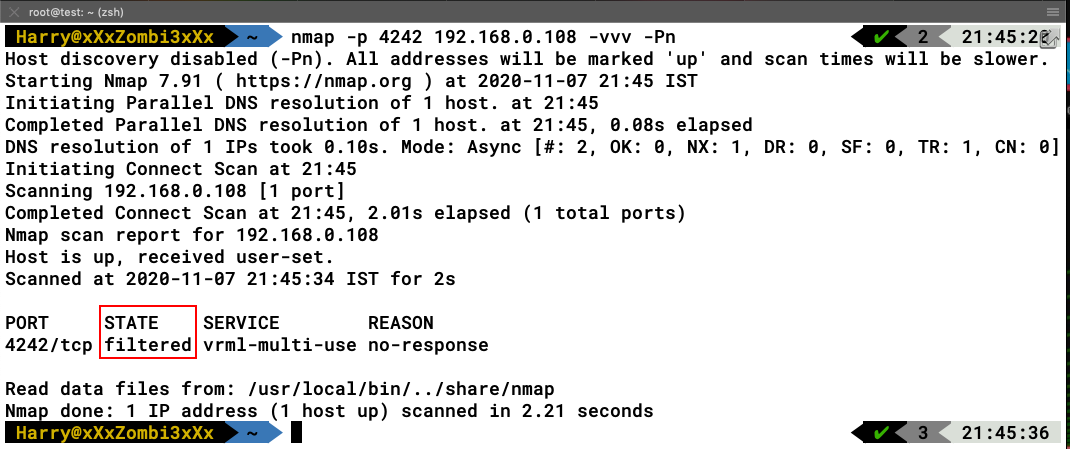 root@test: ~ (zsh)
Harry@xXxZombi3xXx ~ nmap -p 4242 192.168.0.108 -vvv -Pn ✔ 2
Host discovery disabled (-Pn). All addresses will be marked 'up' and scan times will be slower.
Starting Nmap 7.91 ( https://nmap.org ) at 2020-11-07 21:45 IST
Initiating Parallel DNS resolution of 1 host. at 21:45
Completed Parallel DNS resolution of 1 host. at 21:45, 0.08s elapsed
DNS resolution of 1 IPs took 0.10s. Mode: Async [#: 2, OK: 0, NX: 1, DR: 0, SF: 0, TR: 1, CN: 0]
Initiating Connect Scan at 21:45
Scanning 192.168.0.108 [1 port]
Completed Connect Scan at 21:45, 2.01s elapsed (1 total ports)
Nmap scan report for 192.168.0.108
Host is up, received user-set.
Scanned at 2020-11-07 21:45:34 IST for 2s
PORT STATE SERVICE REASON
4242/tcp filtered vrml-multi-use no-response
Read data files from: /usr/local/bin/../share/nmap
Nmap done: 1 IP address (1 host up) scanned in 2.21 seconds
Harry@xXxZombi3xXx ~ ✔ 3 21:45:36